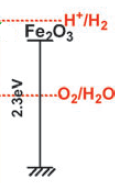 H⁺/H₂
Fe₂O₃
2.3eV
O₂/H₂O